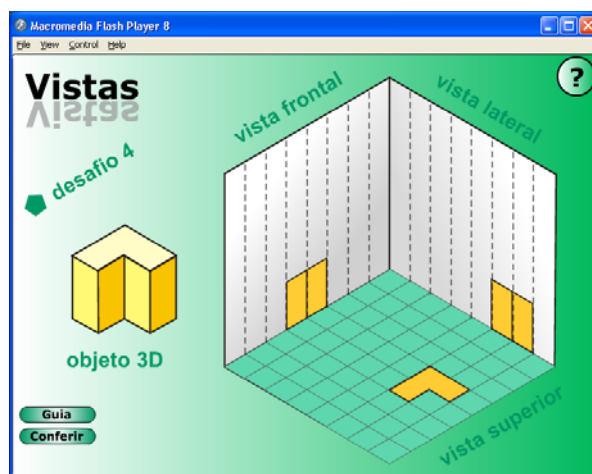 Macromedia Flash Player 8
File View Control Help
Vistas
?
vista frontal
vista lateral
desafio 4
objeto 3D
vista superior
Guia
Conferir